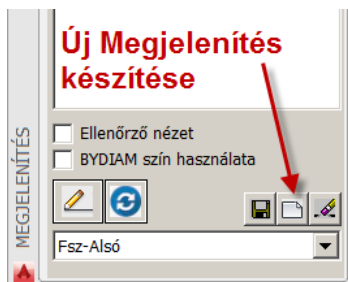 Új Megjelenítés
készítése
Ellenőrző nézet
BYDIAM szín használata
Fsz-Alsó
MEGJELENÍTÉS